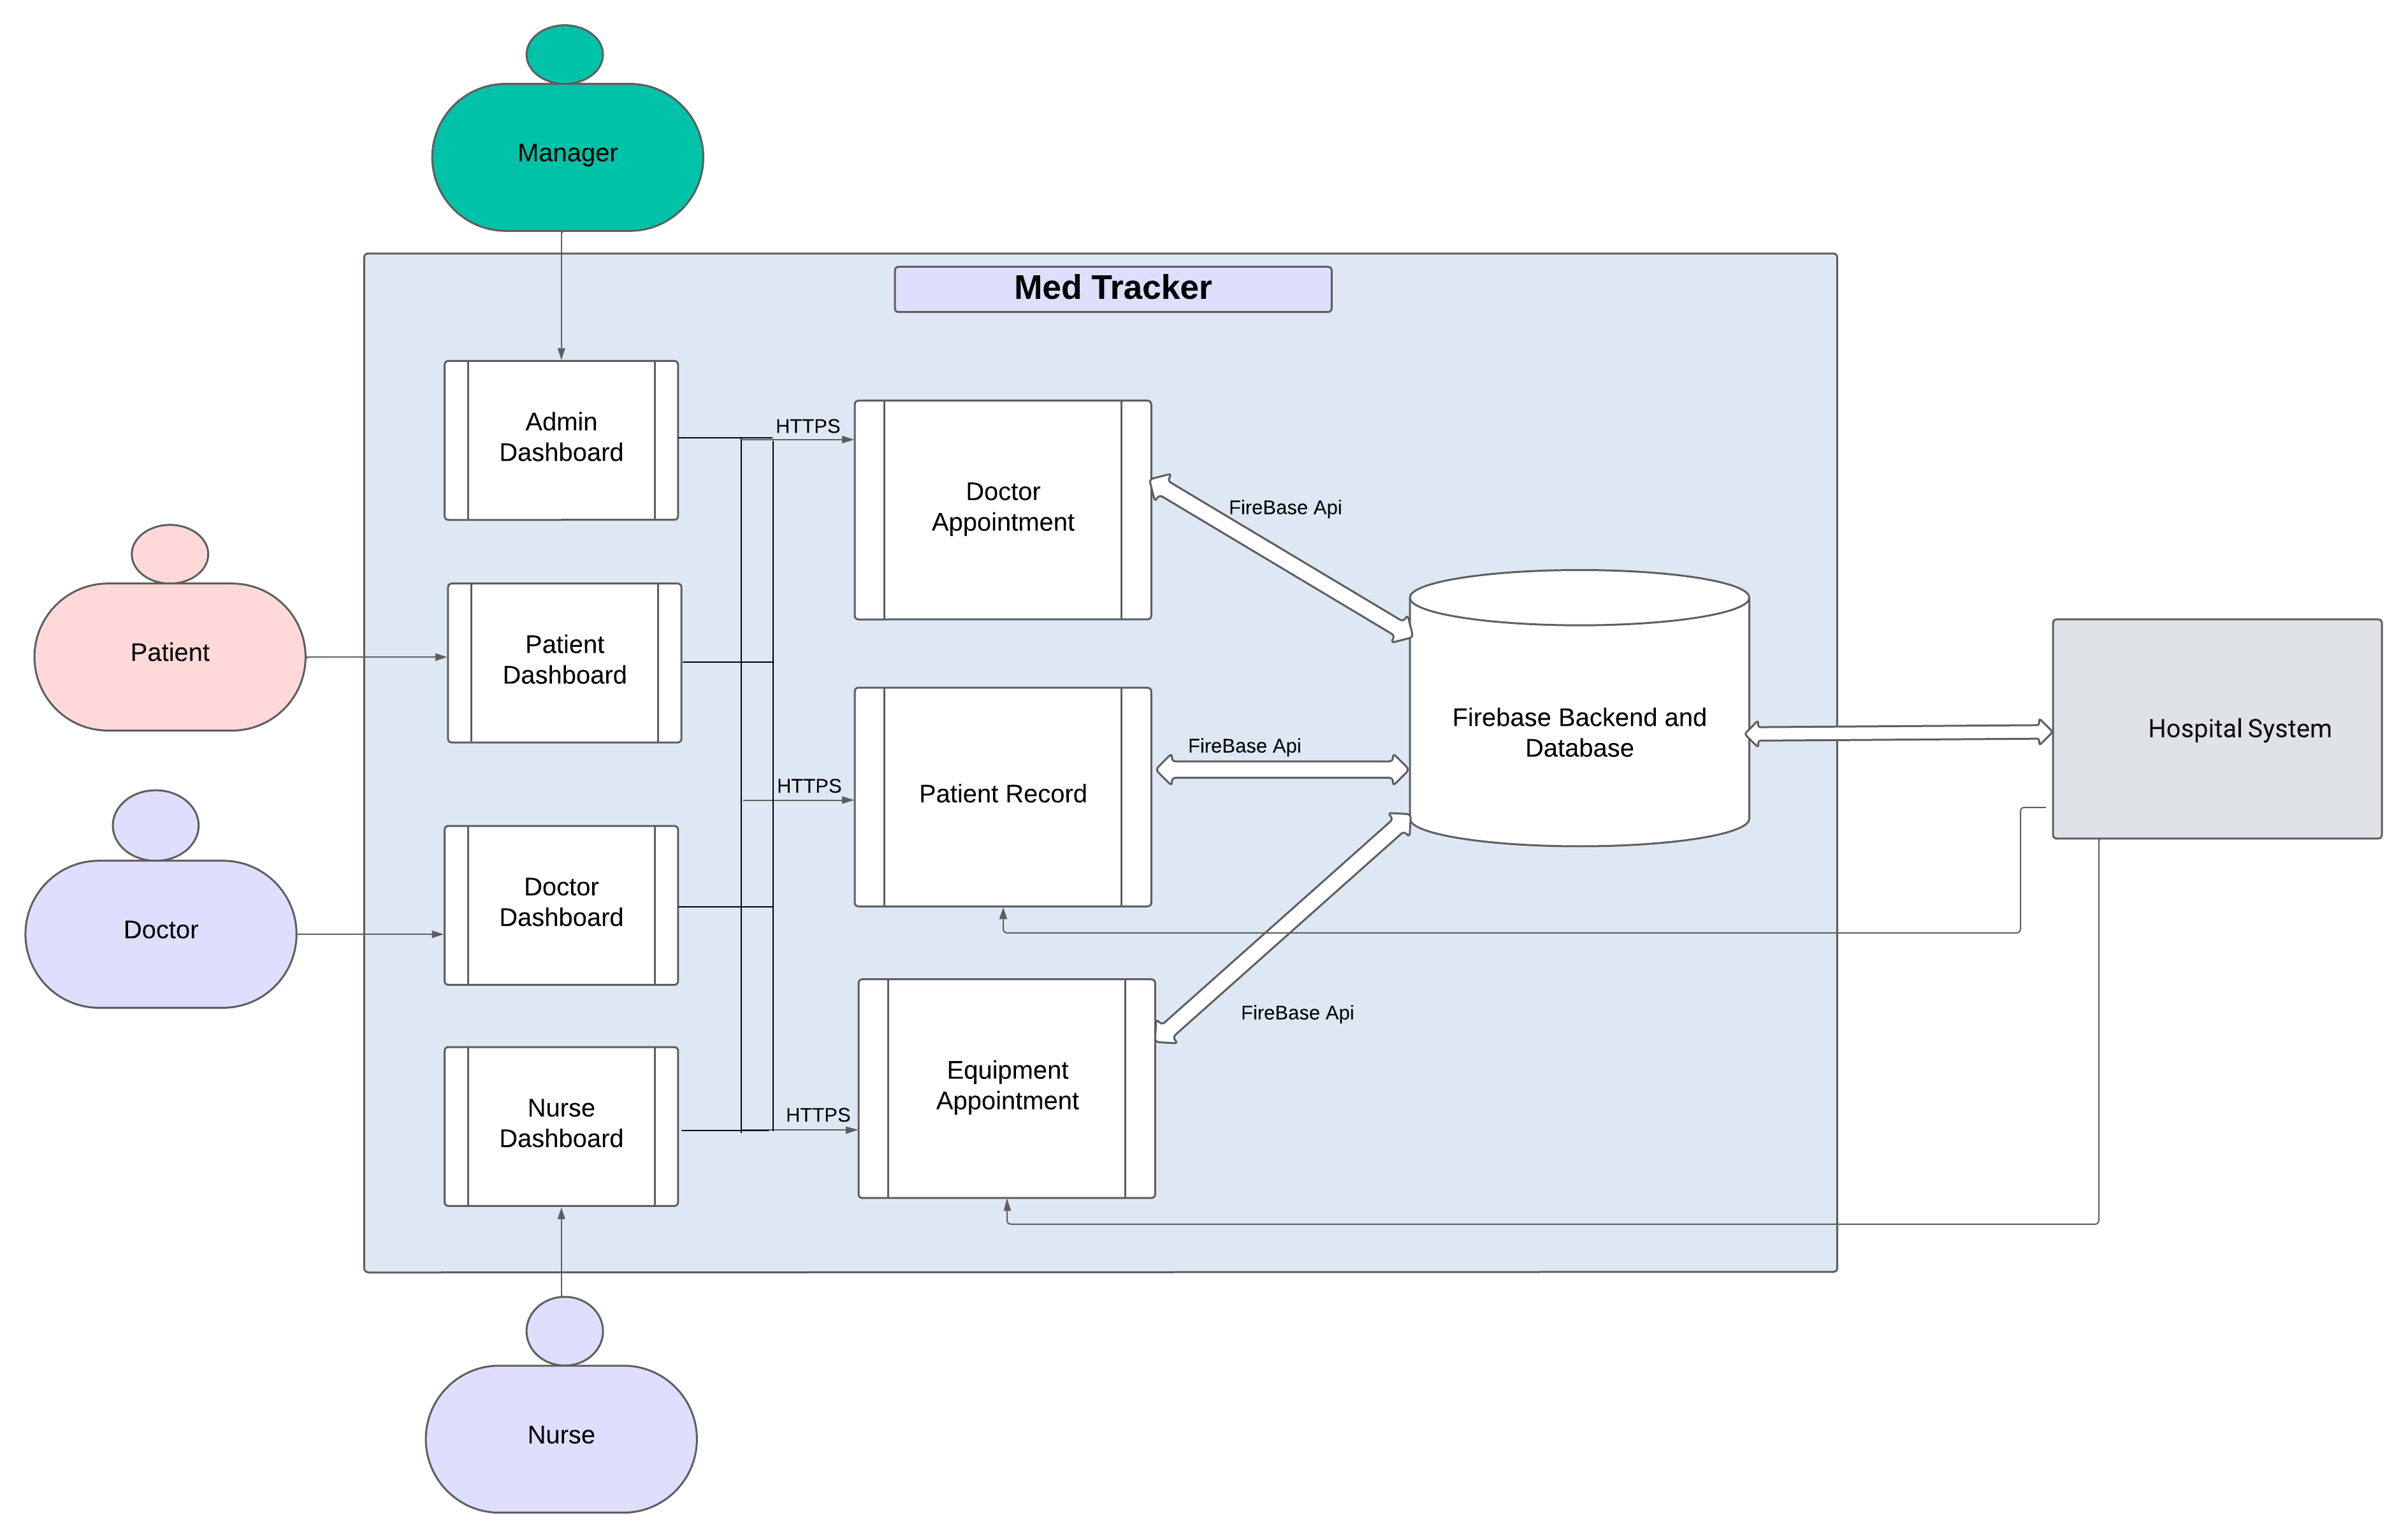 Manager
Med Tracker
Admin
Dashboard
HTTPS
Doctor
Appointment
FireBase Api
Patient
Patient
Dashboard
Firebase Backend and
Database
Hospital System
FireBase Api
HTTPS
Patient Record
Doctor
Doctor
Dashboard
FireBase Api
Equipment
Appointment
HTTPS
Nurse
Dashboard
Nurse